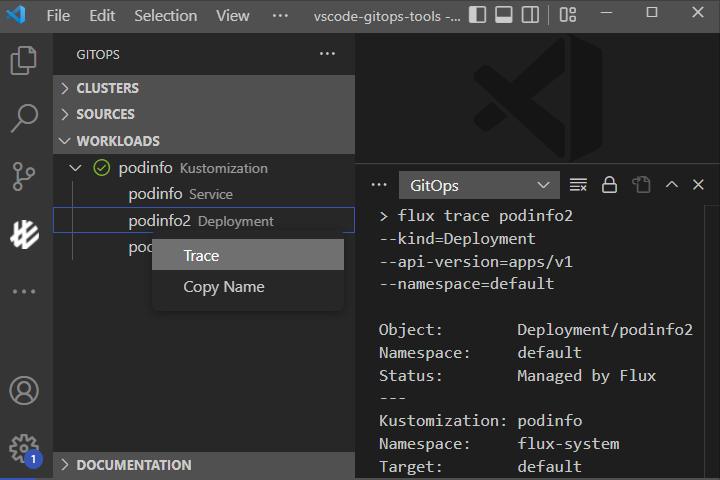 File Edit Selection View ... vscode-gitops-tools -...
GITOPS
CLUSTERS
SOURCES
WORKLOADS
podinfo Kustomization
podinfo Service
podinfo2 Deployment
Trace
Copy Name
DOCUMENTATION
1
GitOps
> flux trace podinfo2
--kind=Deployment
--api-version=apps/v1
--namespace=default
Object: Deployment/podinfo2
Namespace: default
Status: Managed by Flux
---
Kustomization: podinfo
Namespace: flux-system
Target: default